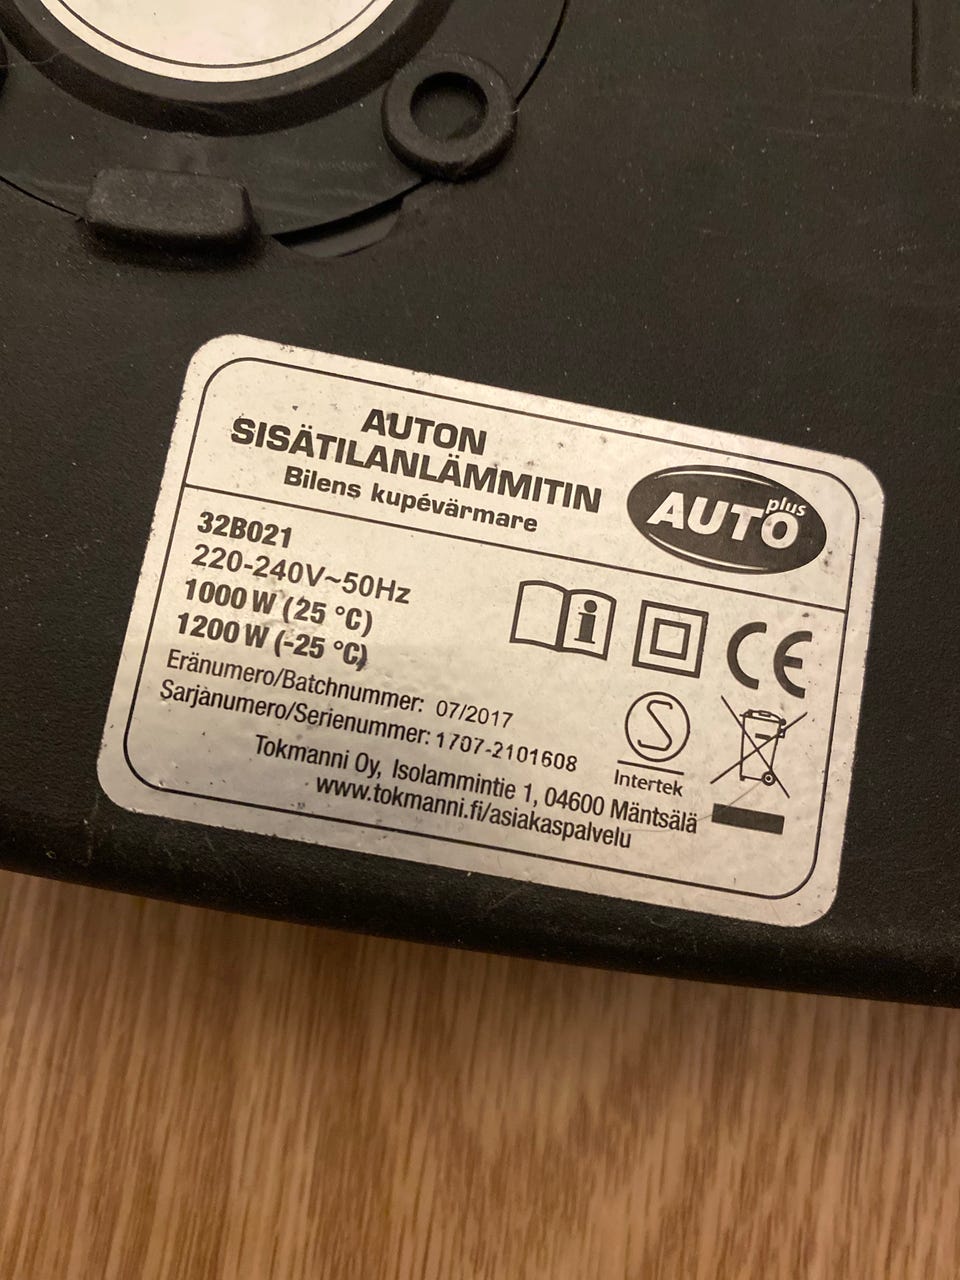 AUTON
SISÄTILANLÄMMITIN
Bilens kupévärmare
AUTO plus
32B021
220-240V~50Hz
1000 W (25 °C)
1200 W (-25 °C)
Eränumero/Batchnummer: 07/2017
Sarjanumero/Serienummer: 1707-2101608
Tokmanni Oy, Isolammintie 1, 04600 Mäntsälä
www.tokmanni.fi/asiakaspalvelu
i
CE
S
Intertek